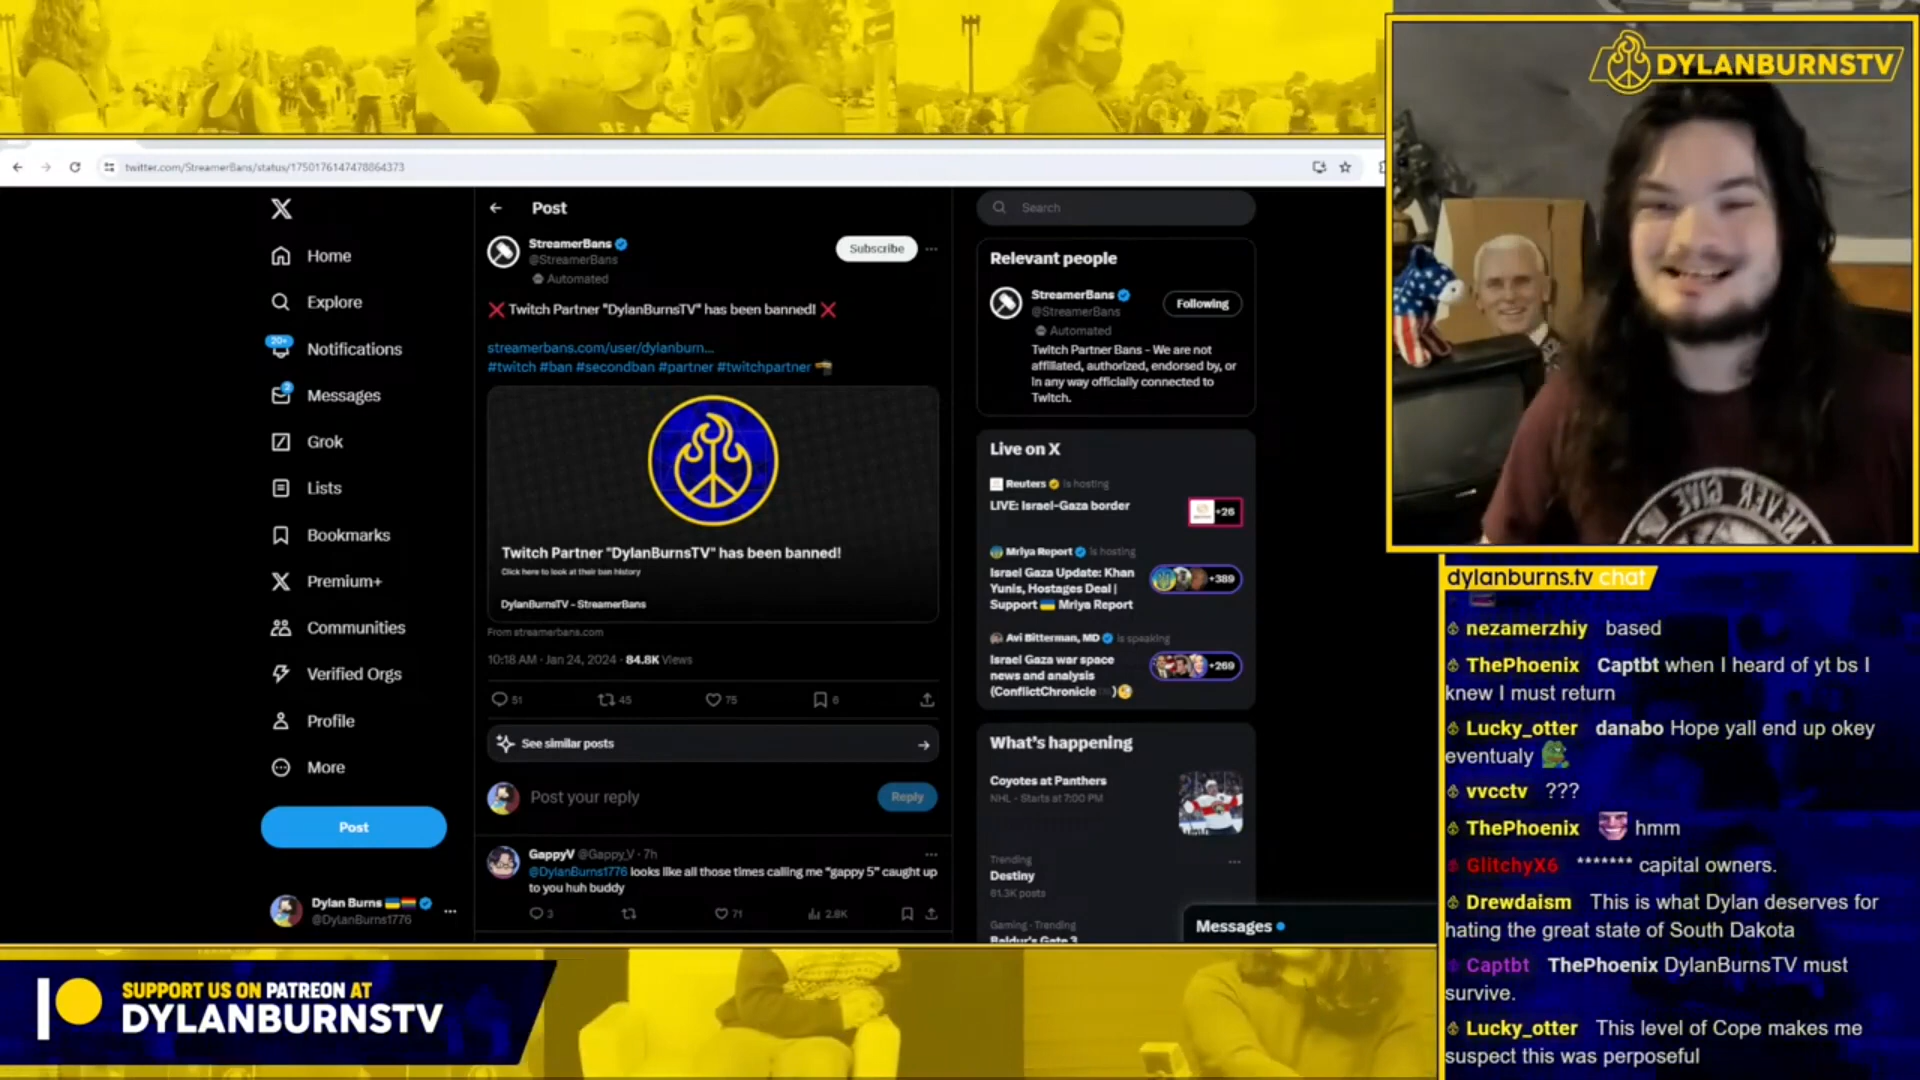 DYLANBURNSTV
twitter.com/StreamerBans/status/1750176147478864373
Home
Explore
20+
Notifications
2
Messages
Grok
Lists
Bookmarks
Premium+
Communities
Verified Orgs
Profile
More
Post
Dylan Burns
@DylanBurns1776
Post
StreamerBans
@StreamerBans
Automated
Subscribe
❌ Twitch Partner "DylanBurnsTV" has been banned! ❌
streamerbans.com/user/dylanburn...
#twitch #ban #secondban #partner #twitchpartner
Twitch Partner "DylanBurnsTV" has been banned!
Click here to look at their ban history
DylanBurnsTV - StreamerBans
From streamerbans.com
10:18 AM · Jan 24, 2024 · 84.8K Views
51 45 75 6
See similar posts
Post your reply
Reply
GappyV @Gappy_V · 7h
@DylanBurns1776 looks like all those times calling me "gappy 5" caught up
to you huh buddy
3 71 2.8K
Search
Relevant people
StreamerBans
@StreamerBans
Following
Automated
Twitch Partner Bans - We are not
affiliated, authorized, endorsed by, or
in any way officially connected to
Twitch.
Live on X
Reuters is hosting
LIVE: Israel-Gaza border
+26
Mriya Report is hosting
Israel Gaza Update: Khan
Yunis, Hostages Deal |
Support 🇺🇦 Mriya Report
+389
Avi Bitterman, MD is speaking
Israel Gaza war space
news and analysis
(ConflictChronicle )
+269
What's happening
Coyotes at Panthers
NHL · Starts at 7:00 PM
Trending
Destiny
61.3K posts
Gaming · Trending
Baldur's Gate 3
Messages
NEVER GIVE
dylanburns.tv chat
nezamerzhiy based
ThePhoenix Captbt when I heard of yt bs I
knew I must return
Lucky_otter danabo Hope yall end up okey
eventualy
vvcctv ???
ThePhoenix hmm
GlitchyX6 ******* capital owners.
Drewdaism This is what Dylan deserves for
hating the great state of South Dakota
Captbt ThePhoenix DylanBurnsTV must
survive.
Lucky_otter This level of Cope makes me
suspect this was perposeful
SUPPORT US ON PATREON AT
DYLANBURNSTV